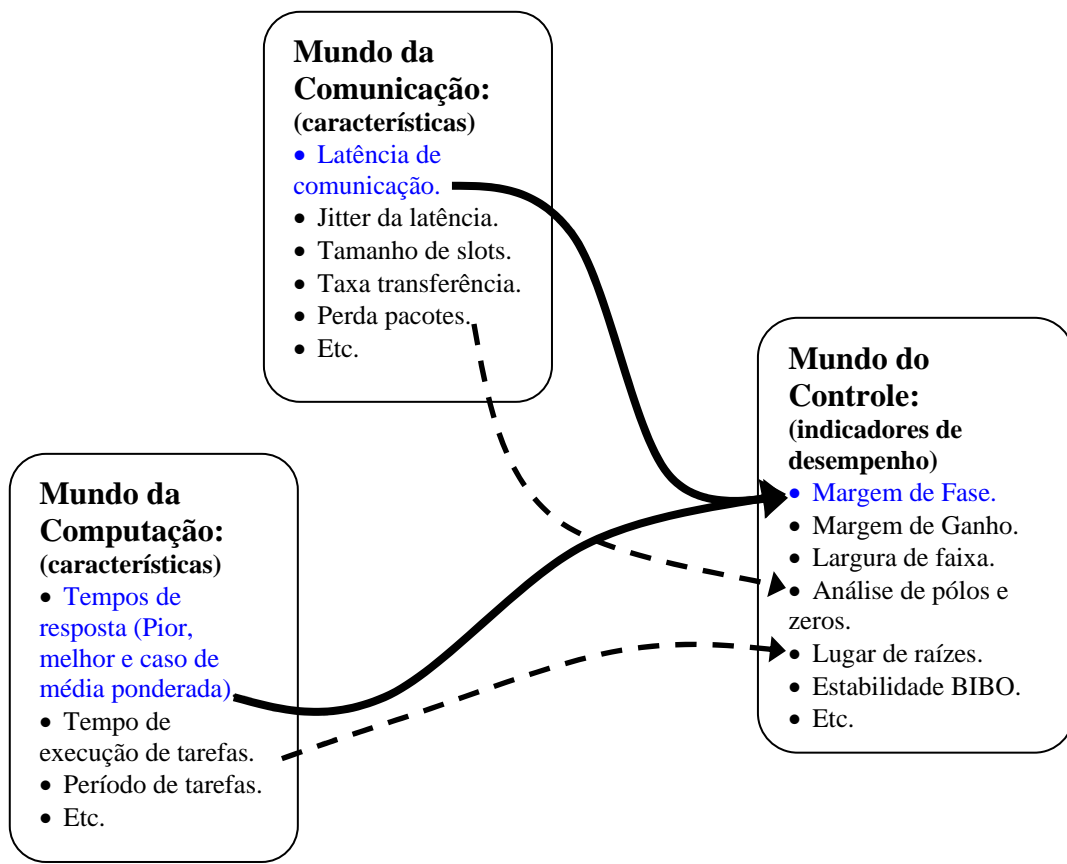 Mundo da
Comunicação:
(características)
• Latência de
comunicação.
• Jitter da latência.
• Tamanho de slots.
• Taxa transferência.
• Perda pacotes.
• Etc.
Mundo do
Controle:
(indicadores de
desempenho)
• Margem de Fase.
• Margem de Ganho.
• Largura de faixa.
• Análise de pólos e
zeros.
• Lugar de raízes.
• Estabilidade BIBO.
• Etc.
Mundo da
Computação:
(características)
• Tempos de
resposta (Pior,
melhor e caso de
média ponderada)
• Tempo de
execução de tarefas.
• Período de tarefas.
• Etc.